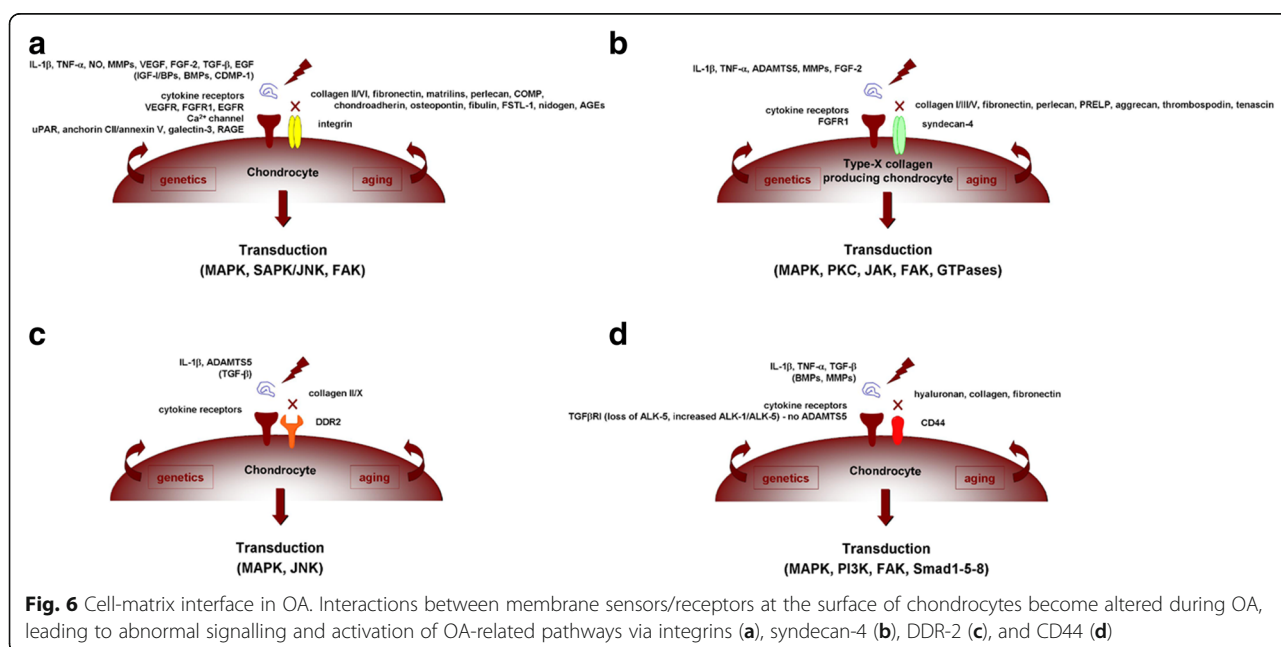 a
IL-1β, TNF-α, NO, MMPs, VEGF, FGF-2, TGF-β, EGF
(IGF-I/BPs, BMPs, CDMP-1)
cytokine receptors
VEGFR, FGFR1, EGFR
Ca²⁺ channel
uPAR, anchorin CII/annexin V, galectin-3, RAGE
collagen II/VI, fibronectin, matrilins, perlecan, COMP,
chondroadherin, osteopontin, fibulin, FSTL-1, nidogen, AGEs
integrin
genetics
Chondrocyte
aging
Transduction
(MAPK, SAPK/JNK, FAK)
b
IL-1β, TNF-α, ADAMTS5, MMPs, FGF-2
cytokine receptors
FGFR1
collagen I/III/V, fibronectin, perlecan, PRELP, aggrecan, thrombospodin, tenascin
syndecan-4
Type-X collagen
producing chondrocyte
genetics
aging
Transduction
(MAPK, PKC, JAK, FAK, GTPases)
c
IL-1β, ADAMTS5
(TGF-β)
collagen II/X
cytokine receptors
DDR2
genetics
Chondrocyte
aging
Transduction
(MAPK, JNK)
d
IL-1β, TNF-α, TGF-β
(BMPs, MMPs)
hyaluronan, collagen, fibronectin
cytokine receptors
TGFβRI (loss of ALK-5, increased ALK-1/ALK-5) - no ADAMTS5
CD44
genetics
Chondrocyte
aging
Transduction
(MAPK, PI3K, FAK, Smad1-5-8)
Fig. 6 Cell-matrix interface in OA. Interactions between membrane sensors/receptors at the surface of chondrocytes become altered during OA,
leading to abnormal signalling and activation of OA-related pathways via integrins (a), syndecan-4 (b), DDR-2 (c), and CD44 (d)